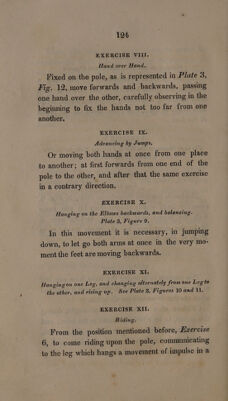 126
EXERCISE VIII.
Hand over Hand.
Fixed on the pole, as is represented in Plate 3,
Fig. 12, move forwards and backwards, passing
one hand over the other, carefully observing in the
beginning to fix the hands not too far from one
another.
EXERCISE IX.
Advancing by Jumps.
Or moving both hands at once from one place
to another; at first forwards from one end of the
pole to the other, and after that the same exercise
in a contrary direction.
EXERCISE X.
Hanging on the Elbows backwards, and balancing.
Plate 3, Figure 9.
In this movement it is necessary, in jumping
down, to let go both arms at once in the very mo-
ment the feet are moving backwards.
EXERCISE XI.
Hanging on one Leg, and changing alternately from one Leg to
the other, and rising up. See Plate 3, Figures 10 and 11.
EXERCISE XII.
Riding.
From the position mentioned before, Exercise
6, to come riding upon the pole, communicating
to the leg which hangs a movement of impulse in a